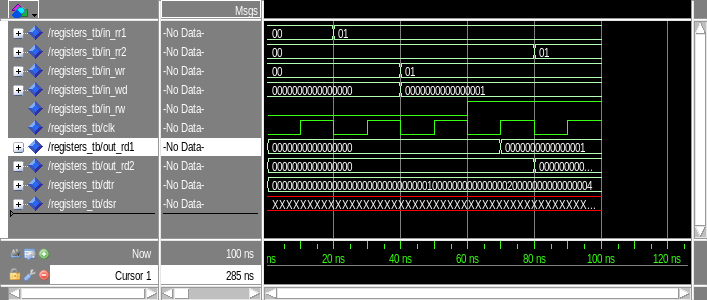 Msgs
/registers_tb/in_rr1 -No Data- 00 01
/registers_tb/in_rr2 -No Data- 00 01
/registers_tb/in_wr -No Data- 00 01
/registers_tb/in_wd -No Data- 0000000000000000 0000000000000001
/registers_tb/in_rw -No Data-
/registers_tb/clk -No Data-
/registers_tb/out_rd1 -No Data- 0000000000000000 0000000000000001
/registers_tb/out_rd2 -No Data- 0000000000000000 000000000...
/registers_tb/dtr -No Data-
/registers_tb/dsr -No Data-
Now 100 ns ns 20 ns 40 ns 60 ns 80 ns 100 ns 120 ns
Cursor 1 285 ns